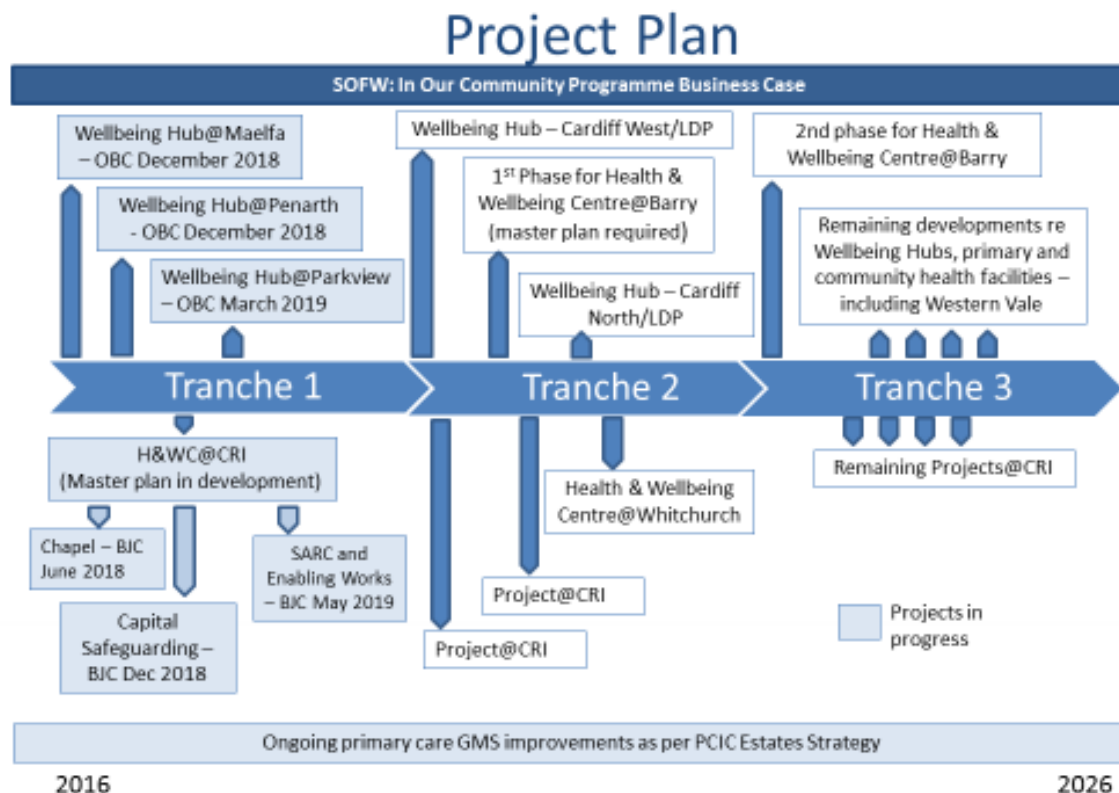 Project Plan
SOFW: In Our Community Programme Business Case
Wellbeing Hub@Maelfa
– OBC December 2018
Wellbeing Hub@Penarth
- OBC December 2018
Wellbeing Hub@Parkview
– OBC March 2019
Wellbeing Hub – Cardiff West/LDP
1st Phase for Health &
Wellbeing Centre@Barry
(master plan required)
Wellbeing Hub – Cardiff
North/LDP
2nd phase for Health &
Wellbeing Centre@Barry
Remaining developments re
Wellbeing Hubs, primary and
community health facilities –
including Western Vale
Tranche 1
Tranche 2
Tranche 3
H&WC@CRI
(Master plan in development)
Chapel – BJC
June 2018
Capital
Safeguarding –
BJC Dec 2018
SARC and
Enabling Works
– BJC May 2019
Health & Wellbeing
Centre@Whitchurch
Project@CRI
Project@CRI
Remaining Projects@CRI
Projects in
progress
Ongoing primary care GMS improvements as per PCIC Estates Strategy
2016
2026